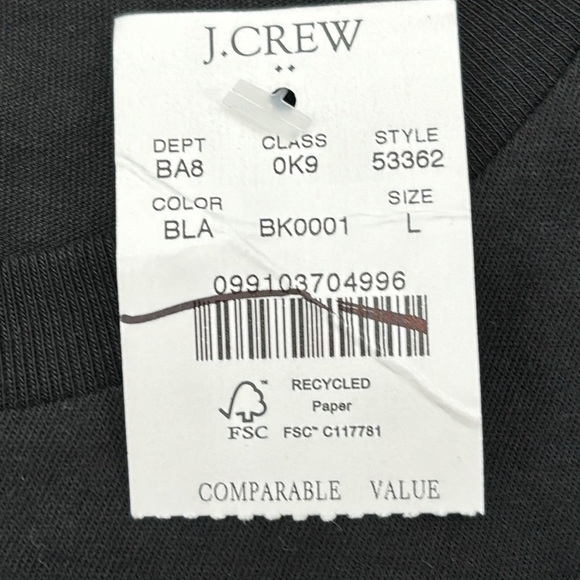 J.CREW
DEPT CLASS STYLE
BA8 0K9 53362
COLOR SIZE
BLA BK0001 L
099103704996
RECYCLED
Paper
FSC FSC™ C117781
COMPARABLE VALUE